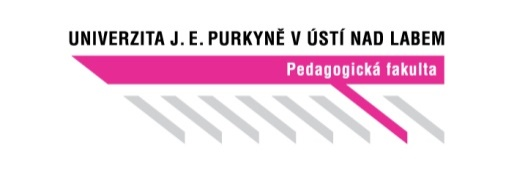 UNIVERZITA J. E. PURKYNĚ V ÚSTÍ NAD LABEM
Pedagogická fakulta